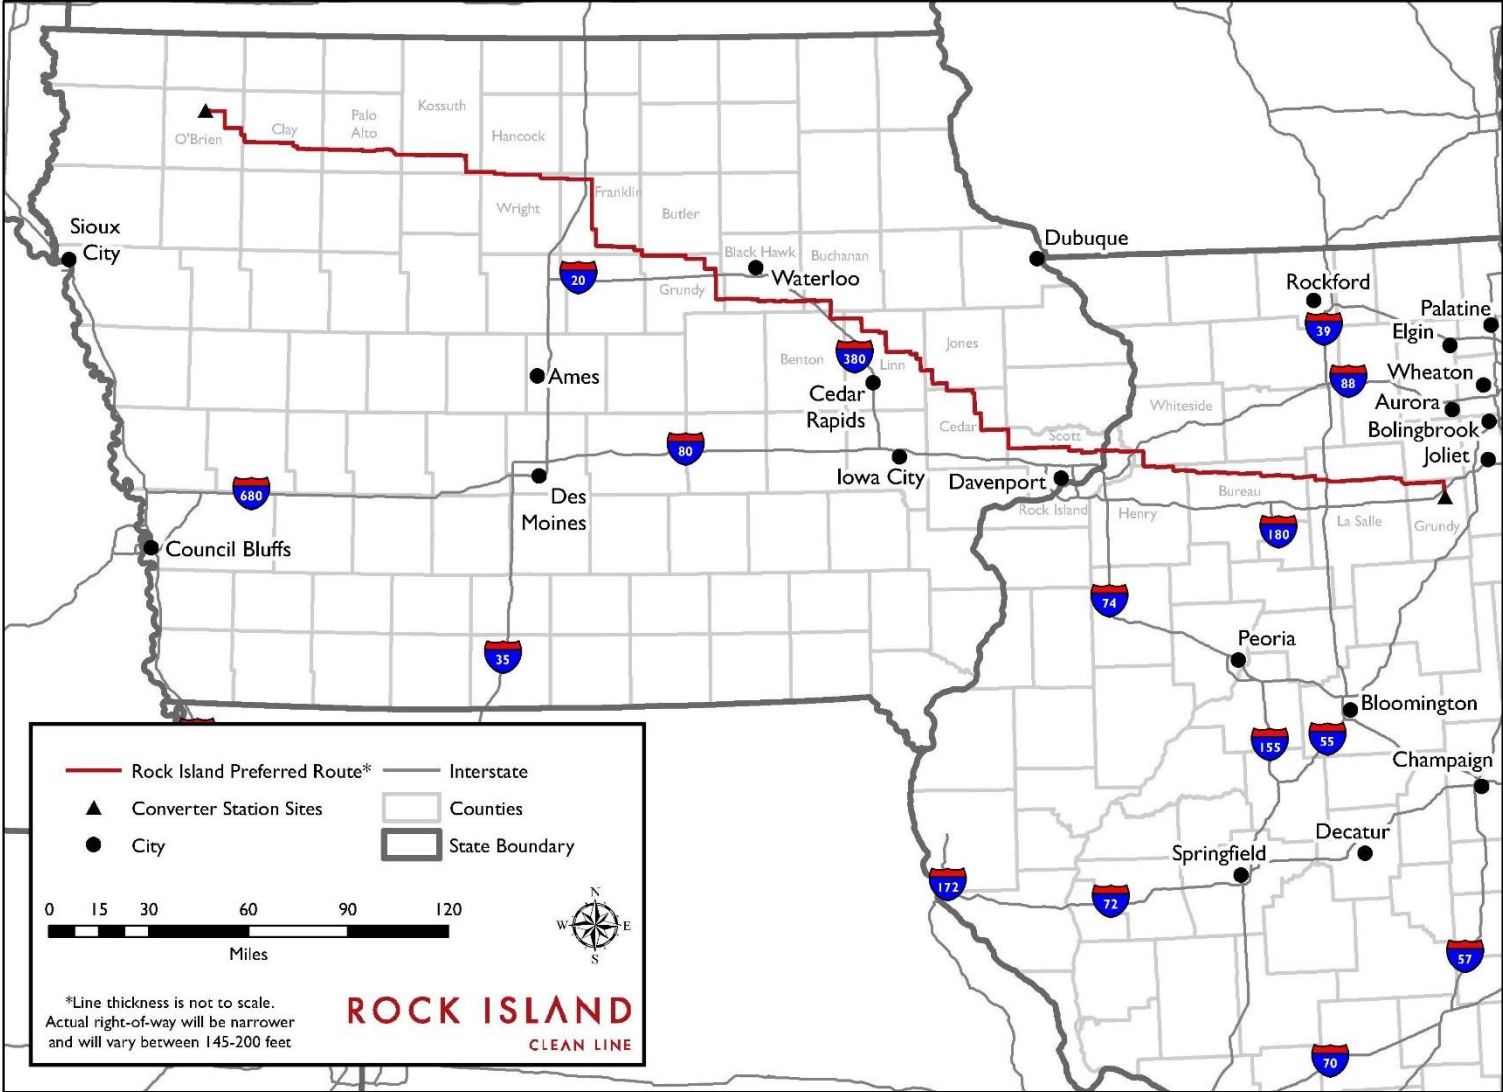 Kossuth
Palo
Alto
Clay
O'Brien
Hancock
Franklin
Wright
Butler
Sioux
City
Black Hawk
Buchanan
Dubuque
Waterloo
20
Grundy
Rockford
Palatine
39
Elgin
Jones
Benton
380
Linn
Wheaton
88
Ames
Cedar
Rapids
Whiteside
Aurora
Bolingbrook
Cedar
Scott
Joliet
80
Iowa City
Davenport
680
Des
Moines
Bureau
Rock Island
Henry
La Salle
Grundy
180
Council Bluffs
74
35
Peoria
Bloomington
155
55
Champaign
Decatur
Springfield
172
72
57
70
Rock Island Preferred Route*
Interstate
Converter Station Sites
Counties
City
State Boundary
0 15 30 60 90 120
Miles
N
W E
S
*Line thickness is not to scale.
Actual right-of-way will be narrower
and will vary between 145-200 feet
ROCK ISLAND
CLEAN LINE